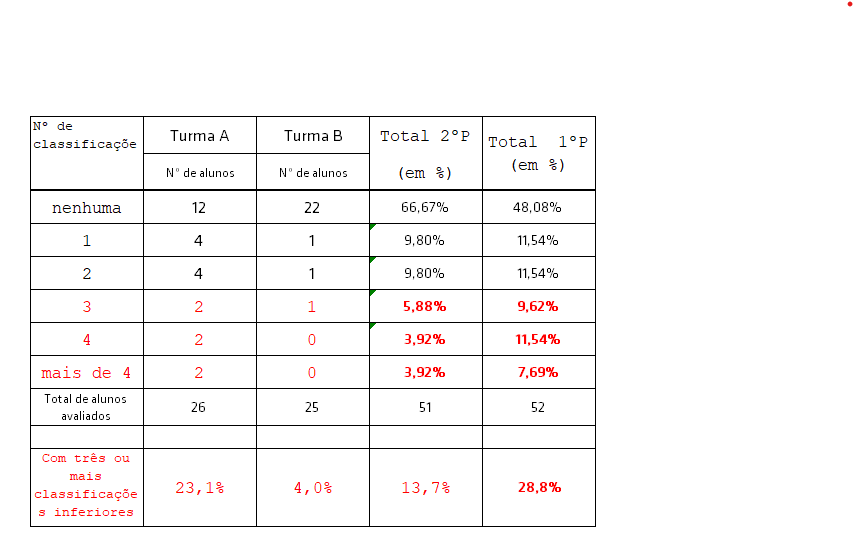 Nº de
classificaçõe
Turma A
Turma B
Total 2ºP
(em %)
Total 1ºP
(em %)
Nº de alunos
Nº de alunos
nenhuma 12 22 66,67% 48,08%
1 4 1 9,80% 11,54%
2 4 1 9,80% 11,54%
3 2 1 5,88% 9,62%
4 2 0 3,92% 11,54%
mais de 4 2 0 3,92% 7,69%
Total de alunos
avaliados
26 25 51 52
Com três ou
mais
classificaçõe
s inferiores
23,1% 4,0% 13,7% 28,8%